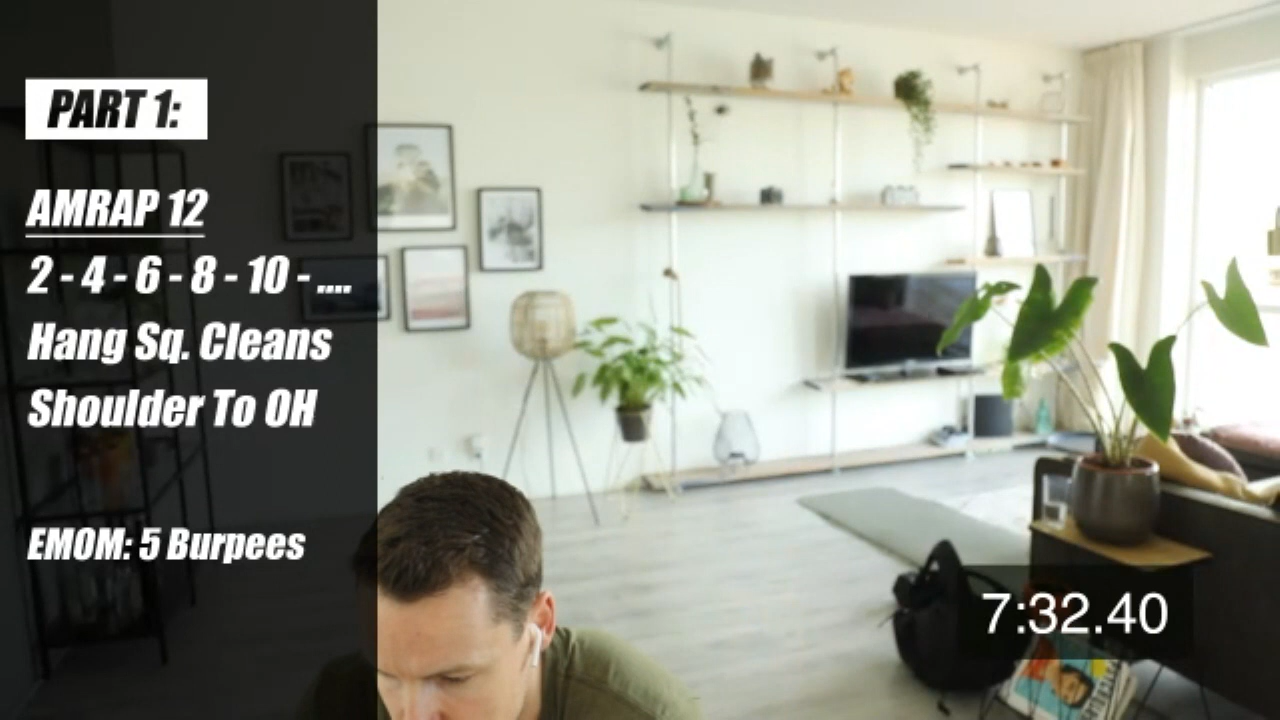 PART 1:
AMRAP 12
2 - 4 - 6 - 8 - 10 - ....
Hang Sq. Cleans
Shoulder To OH
EMOM: 5 Burpees
7:32.40